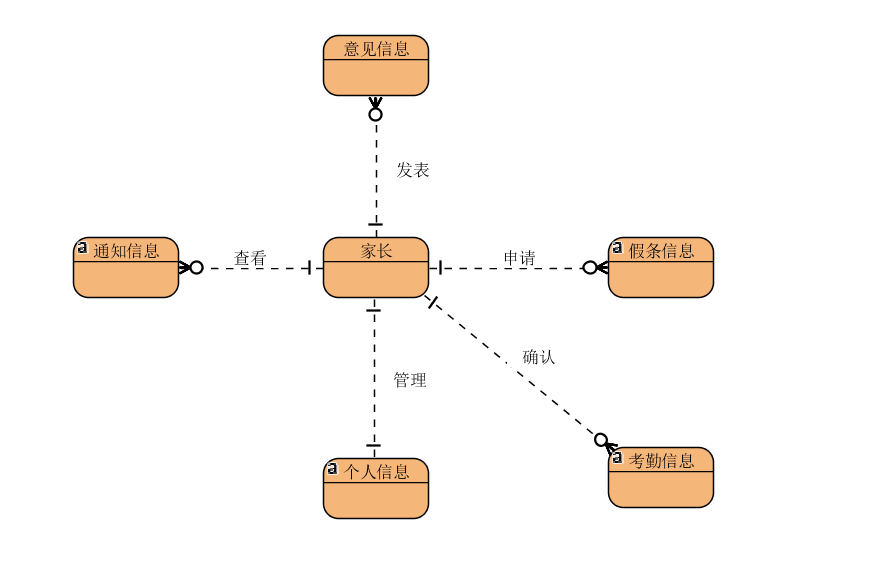 意见信息
发表
a 通知信息
查看
家长
申请
a 假条信息
确认
管理
a 考勤信息
a 个人信息